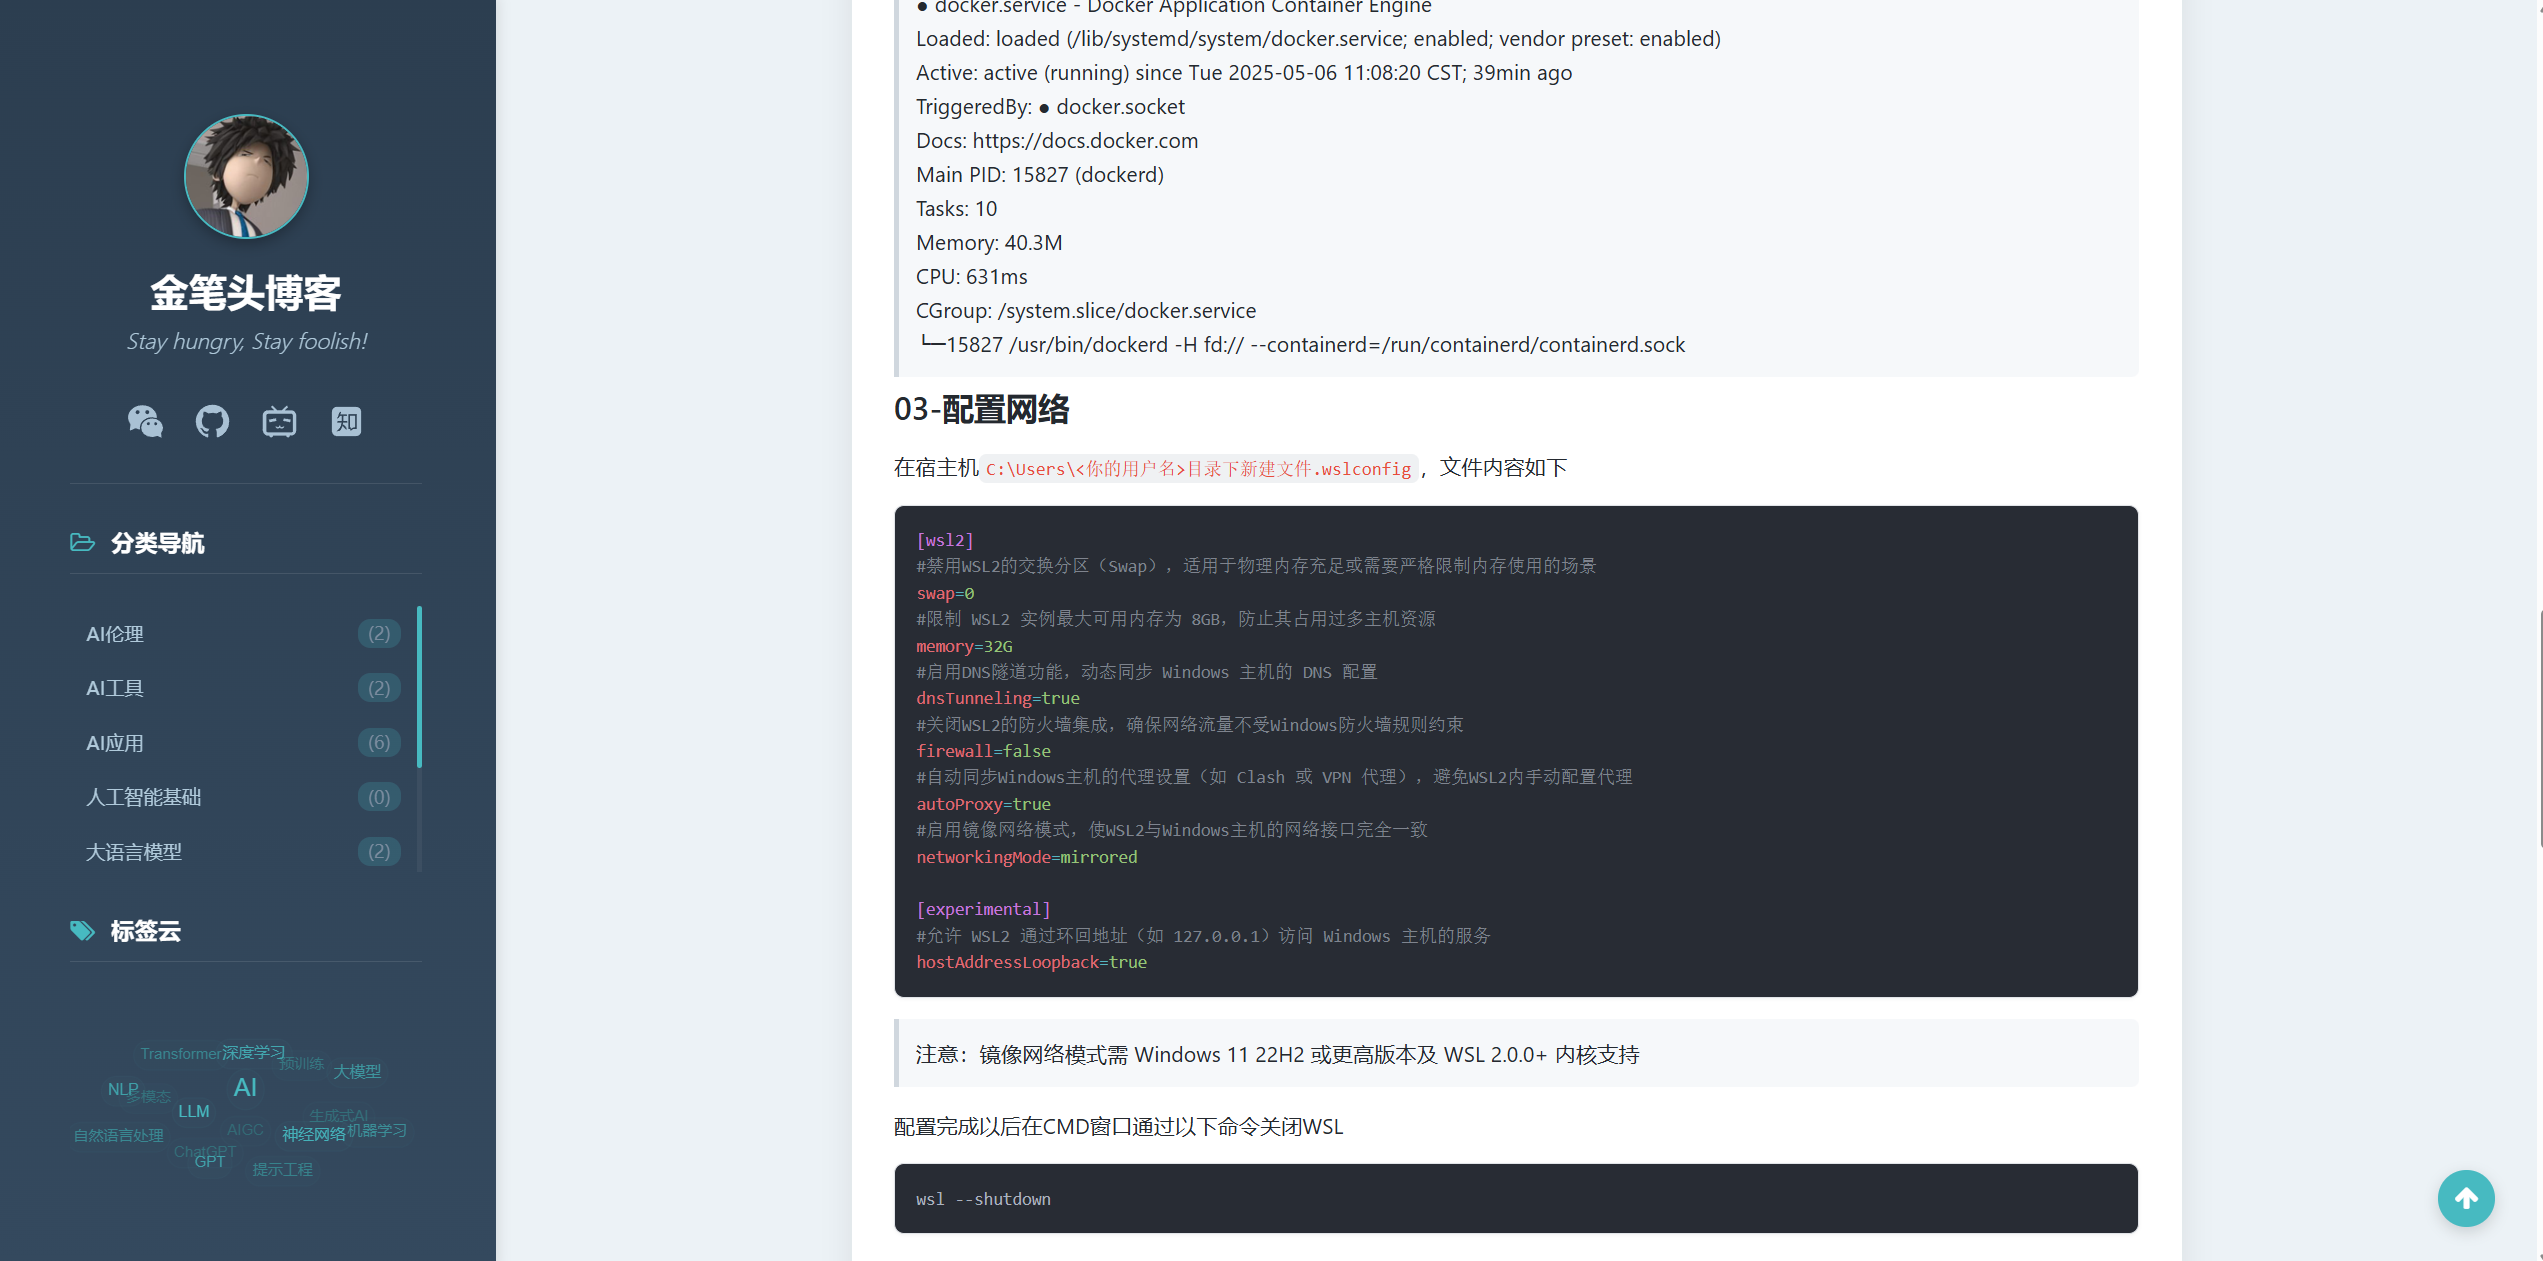 金笔头博客
Stay hungry, Stay foolish!
知
分类导航
AI伦理 (2)
AI工具 (2)
AI应用 (6)
人工智能基础 (0)
大语言模型 (2)
标签云
Transformer
深度学习
预训练
大模型
NLP
多模态
AI
LLM
生成式AI
自然语言处理
AIGC
神经网络
机器学习
ChatGPT
GPT
提示工程
● docker.service - Docker Application Container Engine
Loaded: loaded (/lib/systemd/system/docker.service; enabled; vendor preset: enabled)
Active: active (running) since Tue 2025-05-06 11:08:20 CST; 39min ago
TriggeredBy: ● docker.socket
Docs: https://docs.docker.com
Main PID: 15827 (dockerd)
Tasks: 10
Memory: 40.3M
CPU: 631ms
CGroup: /system.slice/docker.service
└─15827 /usr/bin/dockerd -H fd:// --containerd=/run/containerd/containerd.sock
03-配置网络
在宿主机C:\Users\<你的用户名>目录下新建文件.wslconfig，文件内容如下
[wsl2]
#禁用WSL2的交换分区（Swap），适用于物理内存充足或需要严格限制内存使用的场景
swap=0
#限制 WSL2 实例最大可用内存为 8GB，防止其占用过多主机资源
memory=32G
#启用DNS隧道功能，动态同步 Windows 主机的 DNS 配置
dnsTunneling=true
#关闭WSL2的防火墙集成，确保网络流量不受Windows防火墙规则约束
firewall=false
#自动同步Windows主机的代理设置（如 Clash 或 VPN 代理），避免WSL2内手动配置代理
autoProxy=true
#启用镜像网络模式，使WSL2与Windows主机的网络接口完全一致
networkingMode=mirrored
[experimental]
#允许 WSL2 通过环回地址（如 127.0.0.1）访问 Windows 主机的服务
hostAddressLoopback=true
注意：镜像网络模式需 Windows 11 22H2 或更高版本及 WSL 2.0.0+ 内核支持
配置完成以后在CMD窗口通过以下命令关闭WSL
wsl --shutdown